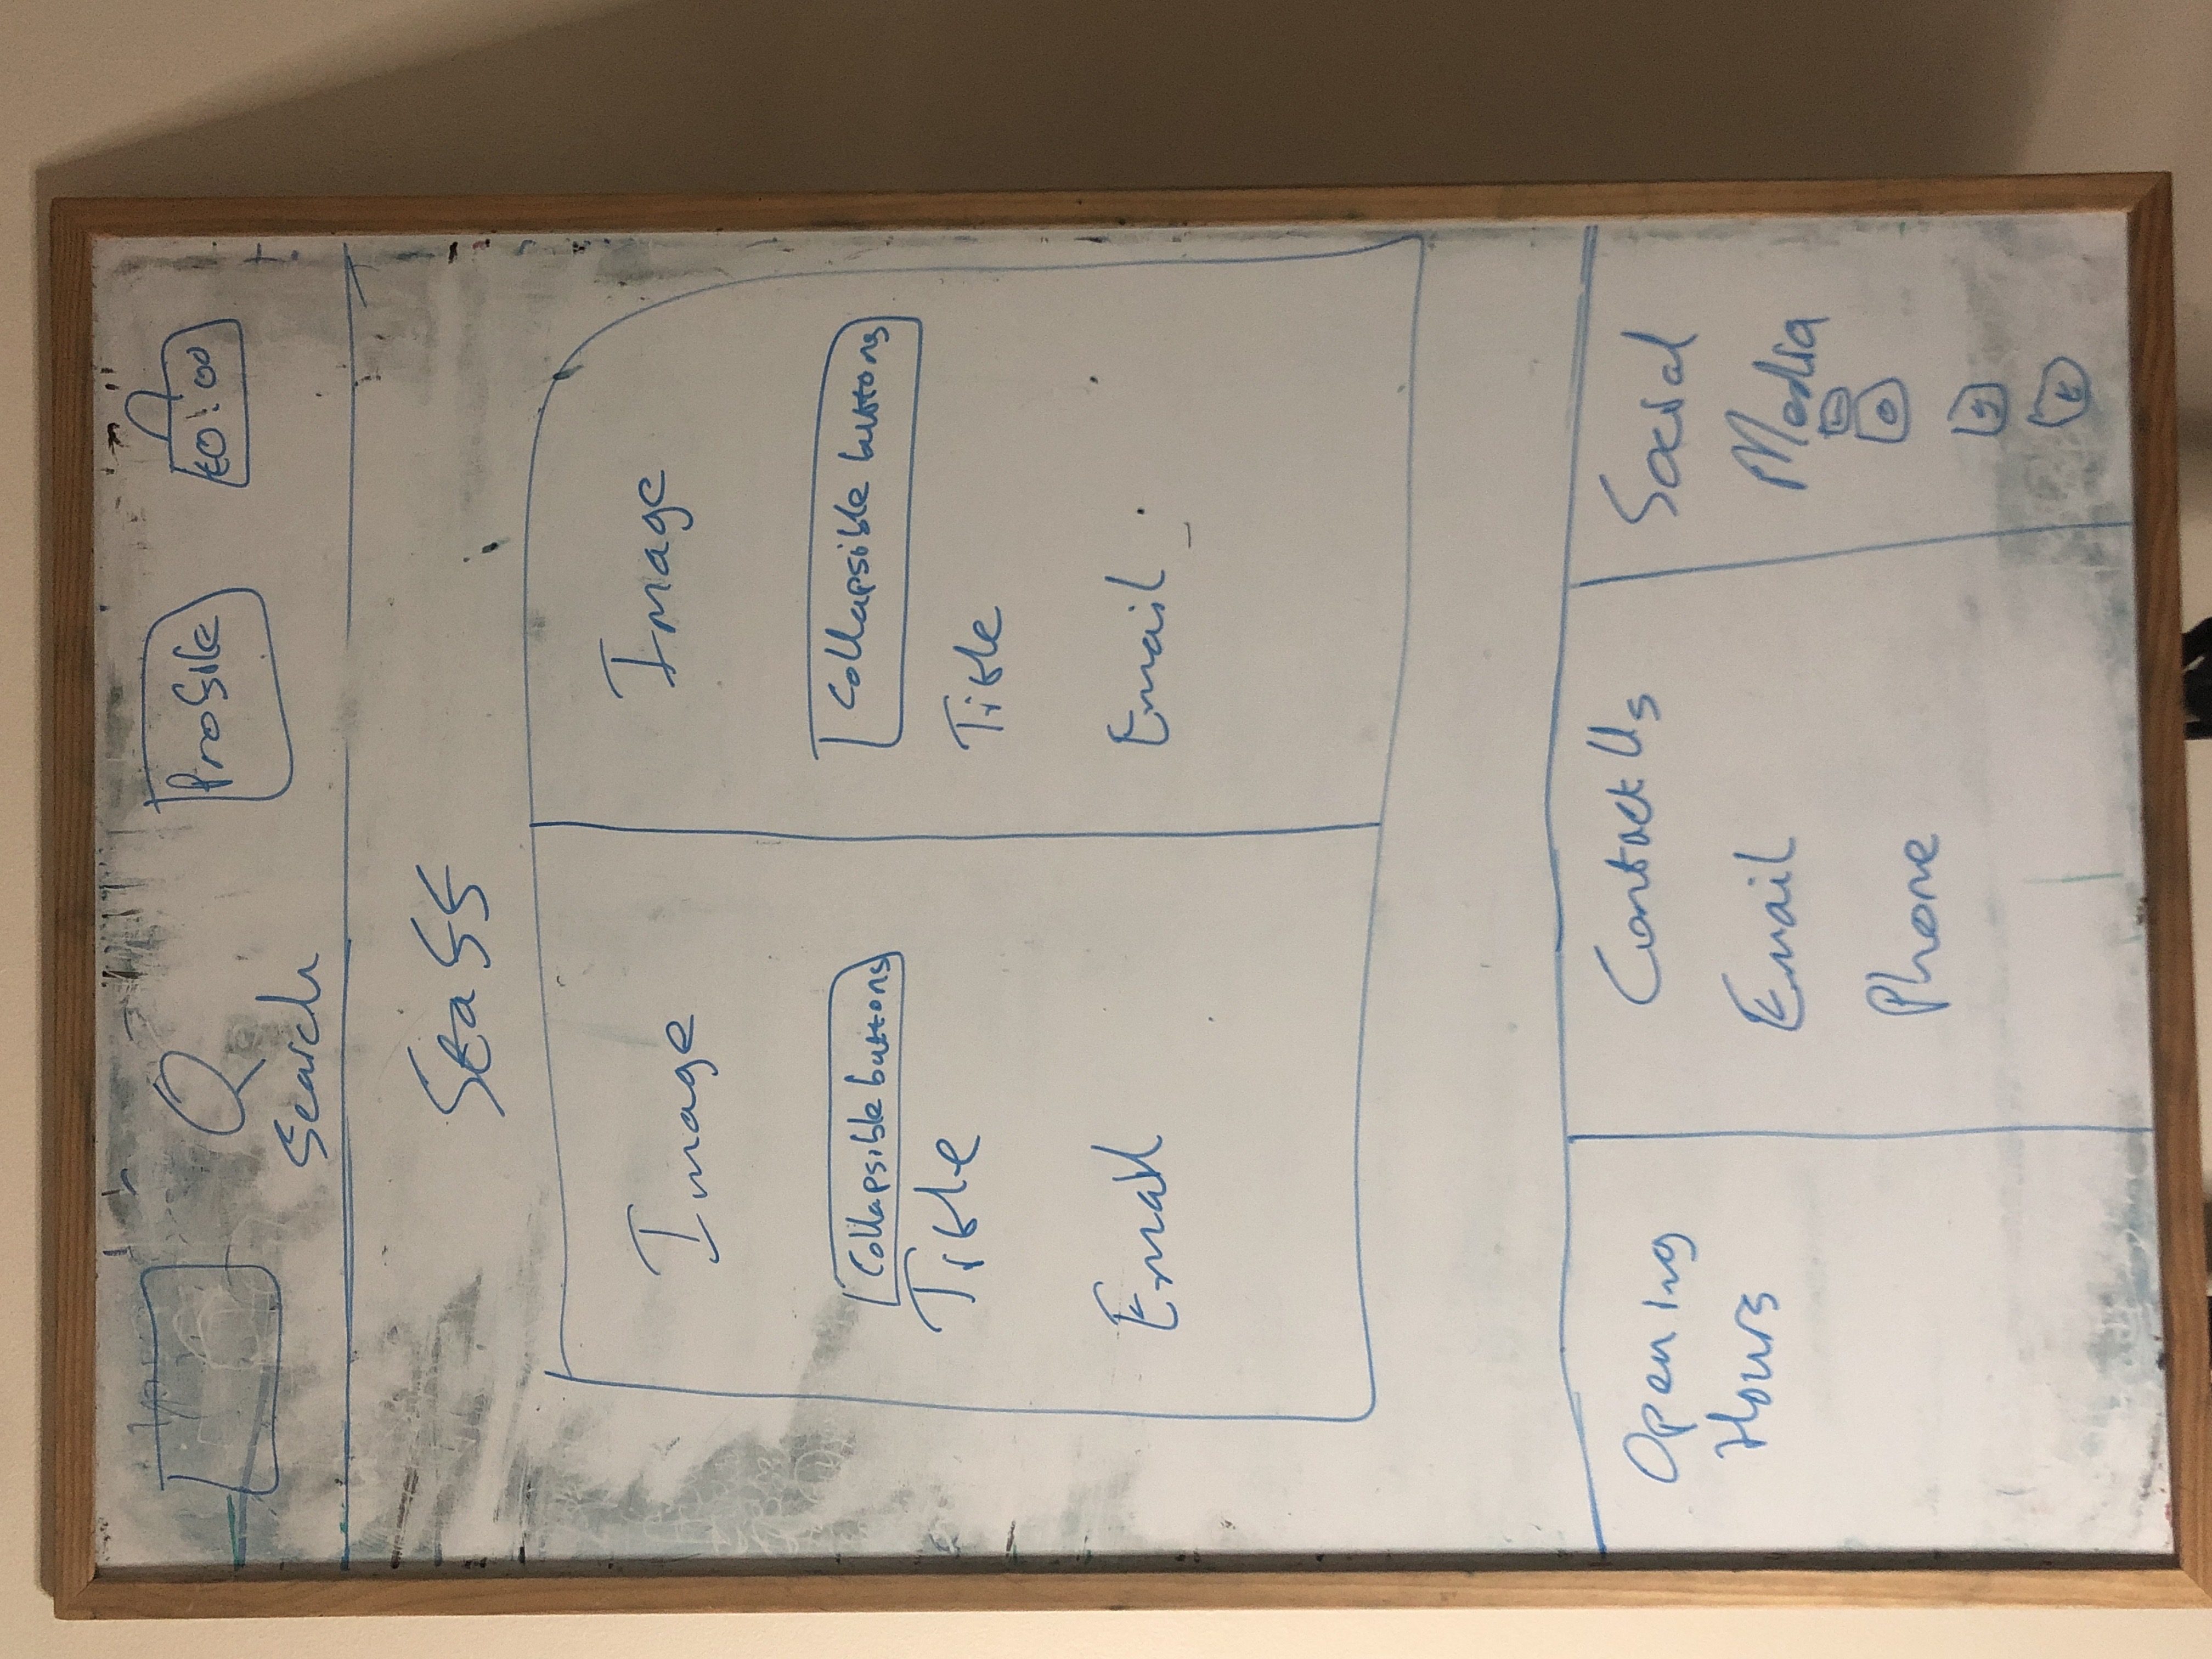 Search
Profile
£0.00
Staff
Image
Image
Collapsible buttons
Collapsible buttons
Title
Title
Email
Email
Opening
Hours
Contact Us
Email
Phone
Social
Media
f
t